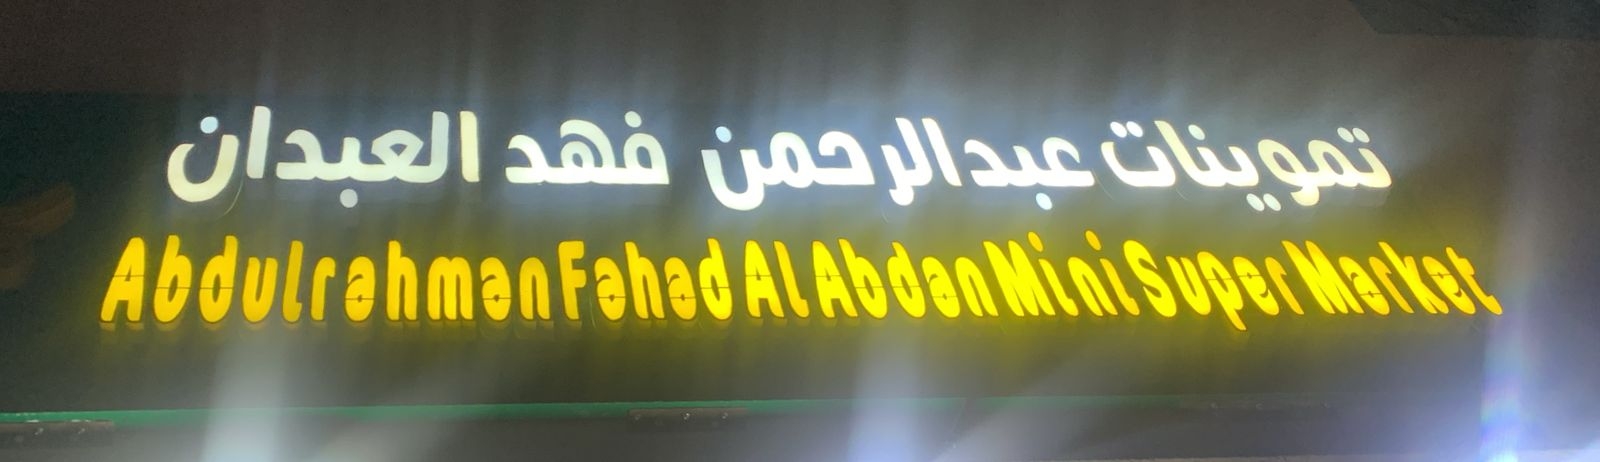 تموينات عبدالرحمن فهد العبدان
Abdulrahman Fahad Al Abdan Mini Super Market